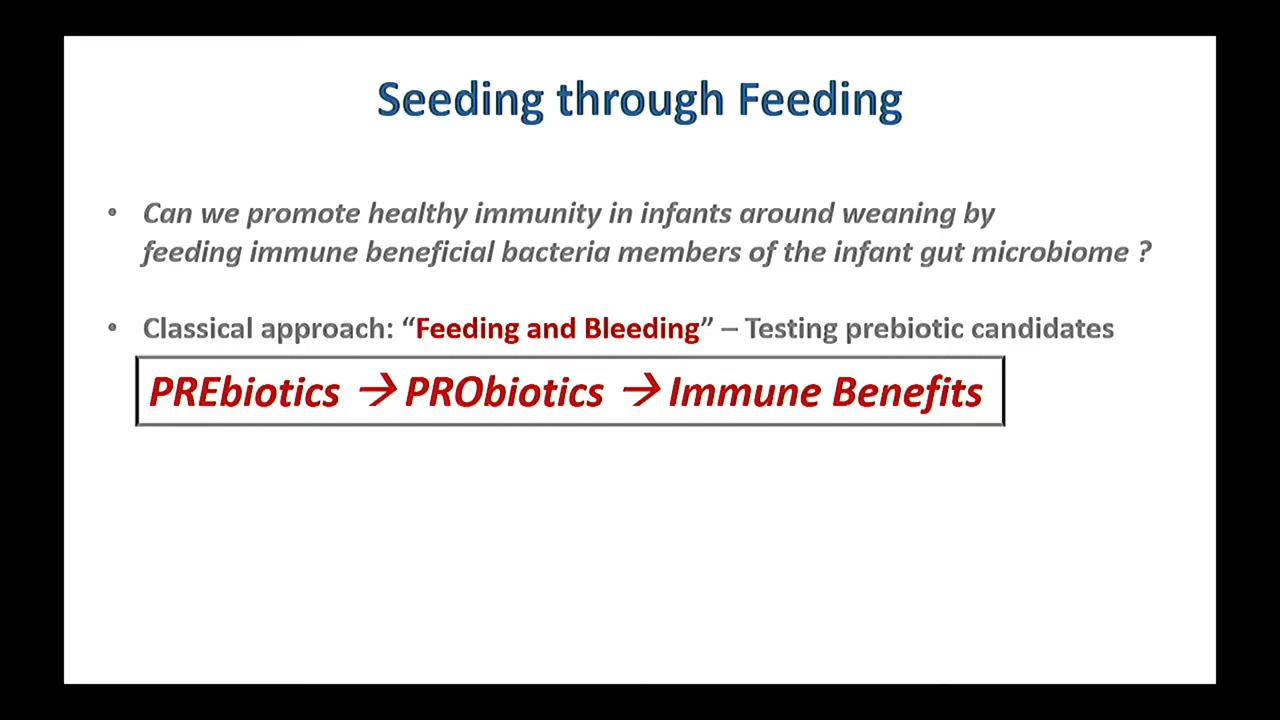 Seeding through Feeding
• Can we promote healthy immunity in infants around weaning by
feeding immune beneficial bacteria members of the infant gut microbiome ?
• Classical approach: “Feeding and Bleeding” – Testing prebiotic candidates
PREbiotics → PRObiotics → Immune Benefits